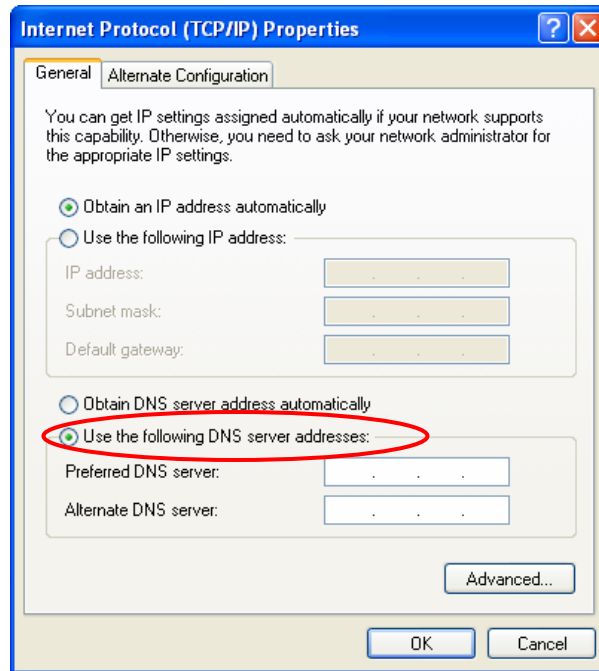 Internet Protocol (TCP/IP) Properties
General Alternate Configuration
You can get IP settings assigned automatically if your network supports
this capability. Otherwise, you need to ask your network administrator for
the appropriate IP settings.
Obtain an IP address automatically
Use the following IP address:
IP address:
Subnet mask:
Default gateway:
Obtain DNS server address automatically
Use the following DNS server addresses:
Preferred DNS server:
Alternate DNS server:
Advanced...
OK Cancel